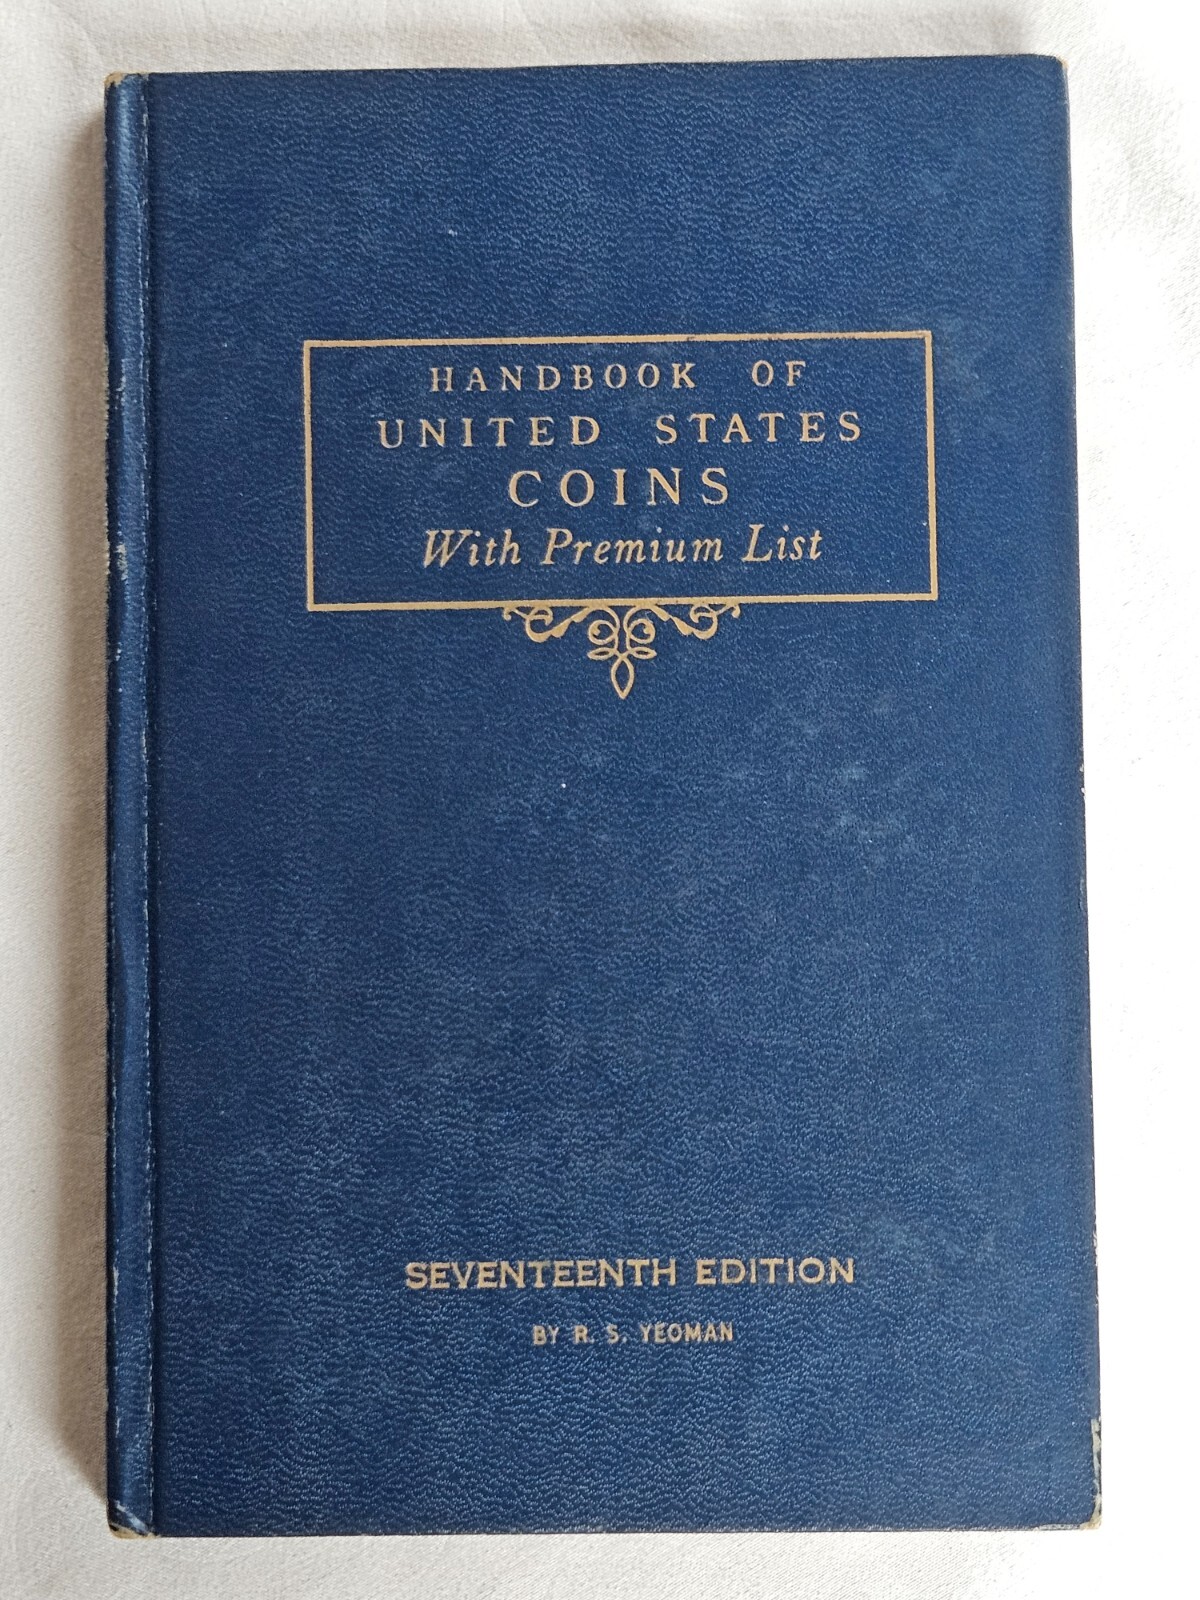 HANDBOOK OF
UNITED STATES
COINS
With Premium List
SEVENTEENTH EDITION
BY R. S. YEOMAN